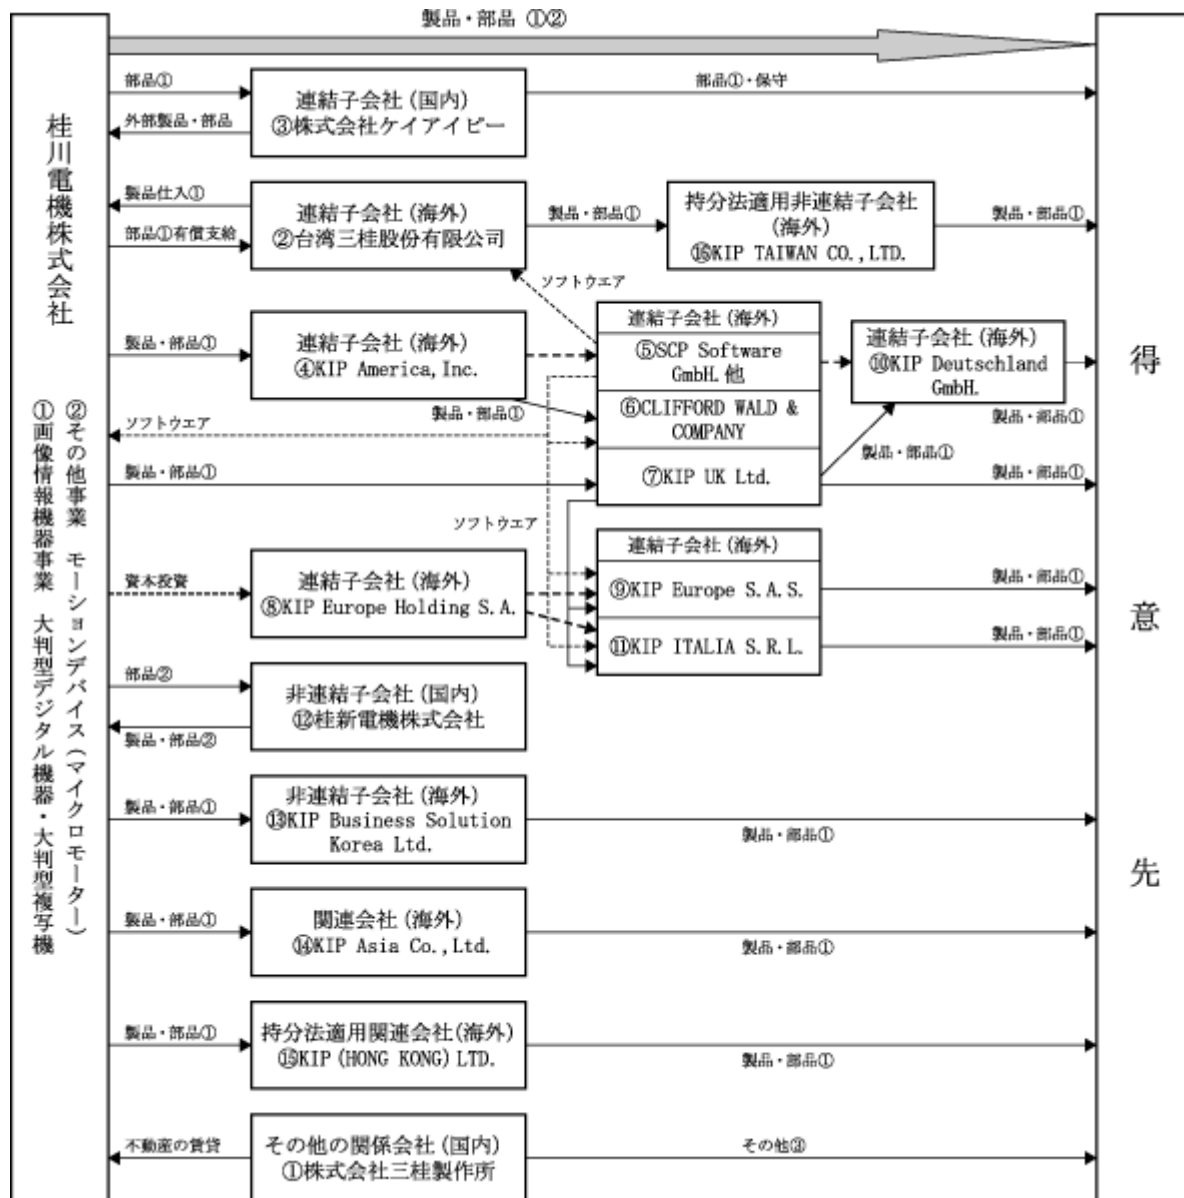 製品・部品 ①②
桂川電機株式会社
②その他事業 モーションデバイス（マイクロモーター）
①画像情報機器事業 大判型デジタル機器・大判型複写機
部品①
外部製品・部品
連結子会社(国内)
③株式会社ケイアイピー
部品①・保守
製品仕入①
部品①有償支給
連結子会社(海外)
②台湾三桂股份有限公司
製品・部品①
持分法適用非連結子会社
(海外)
⑯KIP TAIWAN CO.,LTD.
製品・部品①
ソフトウエア
製品・部品①
連結子会社(海外)
④KIP America,Inc.
製品・部品①
連結子会社(海外)
⑤SCP Software
GmbH.他
⑥CLIFFORD WALD &
COMPANY
⑦KIP UK Ltd.
連結子会社(海外)
⑩KIP Deutschland
GmbH.
製品・部品①
製品・部品①
製品・部品①
ソフトウエア
製品・部品①
ソフトウエア
資本投資
連結子会社(海外)
⑧KIP Europe Holding S.A.
連結子会社(海外)
⑨KIP Europe S.A.S.
⑪KIP ITALIA S.R.L.
製品・部品①
製品・部品①
部品②
製品・部品②
非連結子会社(国内)
⑫桂新電機株式会社
製品・部品①
非連結子会社(海外)
⑬KIP Business Solution
Korea Ltd.
製品・部品①
製品・部品①
関連会社(海外)
⑭KIP Asia Co.,Ltd.
製品・部品①
製品・部品①
持分法適用関連会社(海外)
⑮KIP(HONG KONG)LTD.
製品・部品①
不動産の賃貸
その他の関係会社(国内)
①株式会社三桂製作所
その他③
得意先